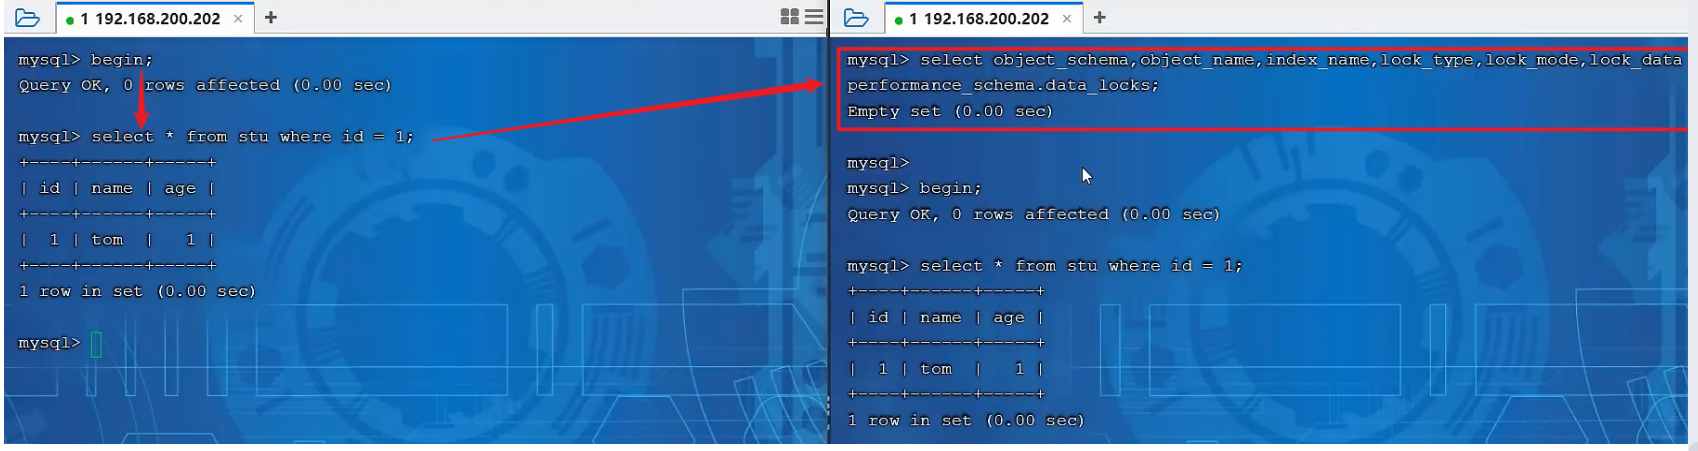 1 192.168.200.202 × +
mysql> begin;
Query OK, 0 rows affected (0.00 sec)
mysql> select * from stu where id = 1;
+----+------+-----+
| id | name | age |
+----+------+-----+
| 1 | tom | 1 |
+----+------+-----+
1 row in set (0.00 sec)
mysql>
1 192.168.200.202 × +
mysql> select object_schema,object_name,index_name,lock_type,lock_mode,lock_data
performance_schema.data_locks;
Empty set (0.00 sec)
mysql>
mysql> begin;
Query OK, 0 rows affected (0.00 sec)
mysql> select * from stu where id = 1;
+----+------+-----+
| id | name | age |
+----+------+-----+
| 1 | tom | 1 |
+----+------+-----+
1 row in set (0.00 sec)